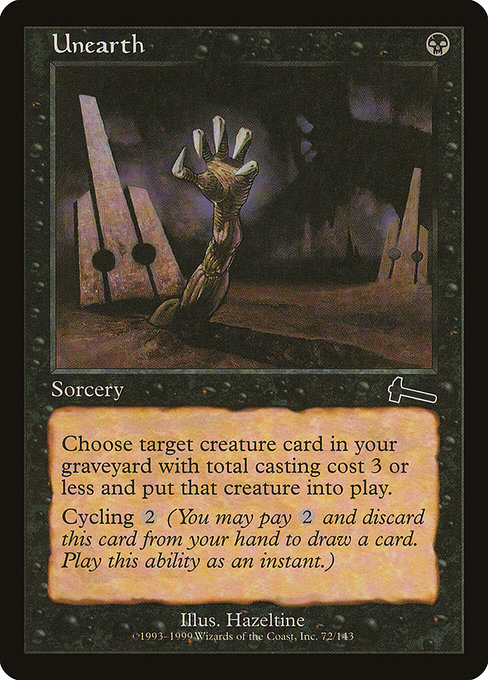 Unearth
Sorcery
Choose target creature card in your
graveyard with total casting cost 3 or
less and put that creature into play.
Cycling 2 (You may pay 2 and discard
this card from your hand to draw a card.
Play this ability as an instant.)
Illus. Hazeltine
©1993–1999 Wizards of the Coast, Inc. 72/143